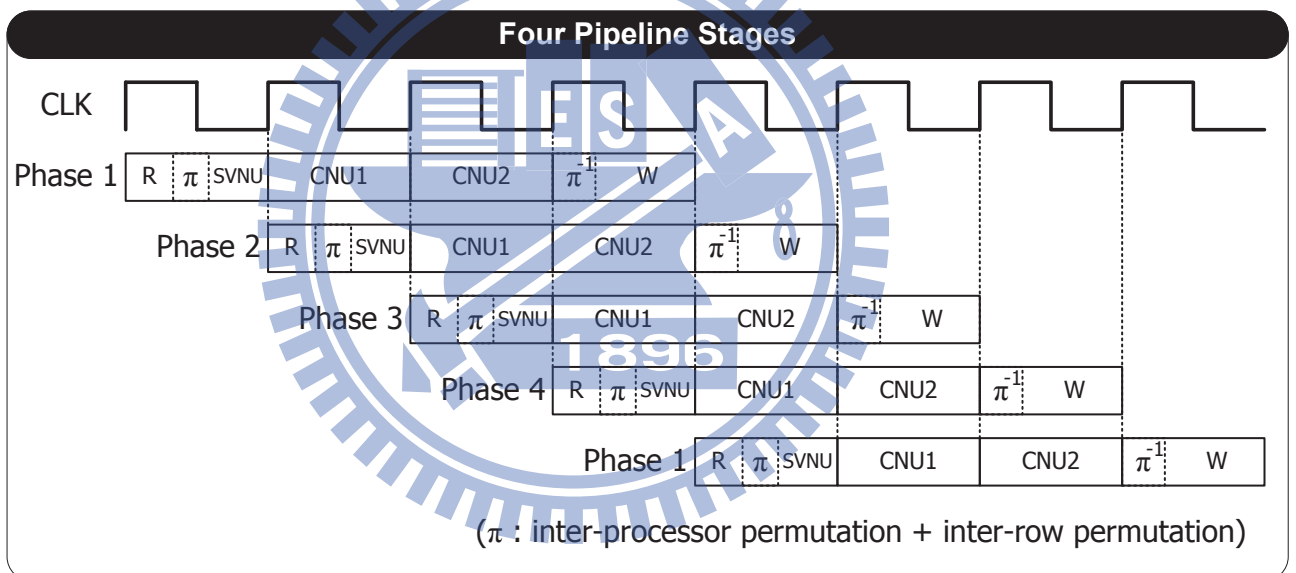 Four Pipeline Stages
CLK
Phase 1 R π SVNU CNU1 CNU2 π⁻¹ W
Phase 2 R π SVNU CNU1 CNU2 π⁻¹ W
Phase 3 R π SVNU CNU1 CNU2 π⁻¹ W
Phase 4 R π SVNU CNU1 CNU2 π⁻¹ W
Phase 1 R π SVNU CNU1 CNU2 π⁻¹ W
(π : inter-processor permutation + inter-row permutation)
E S A
8
1896